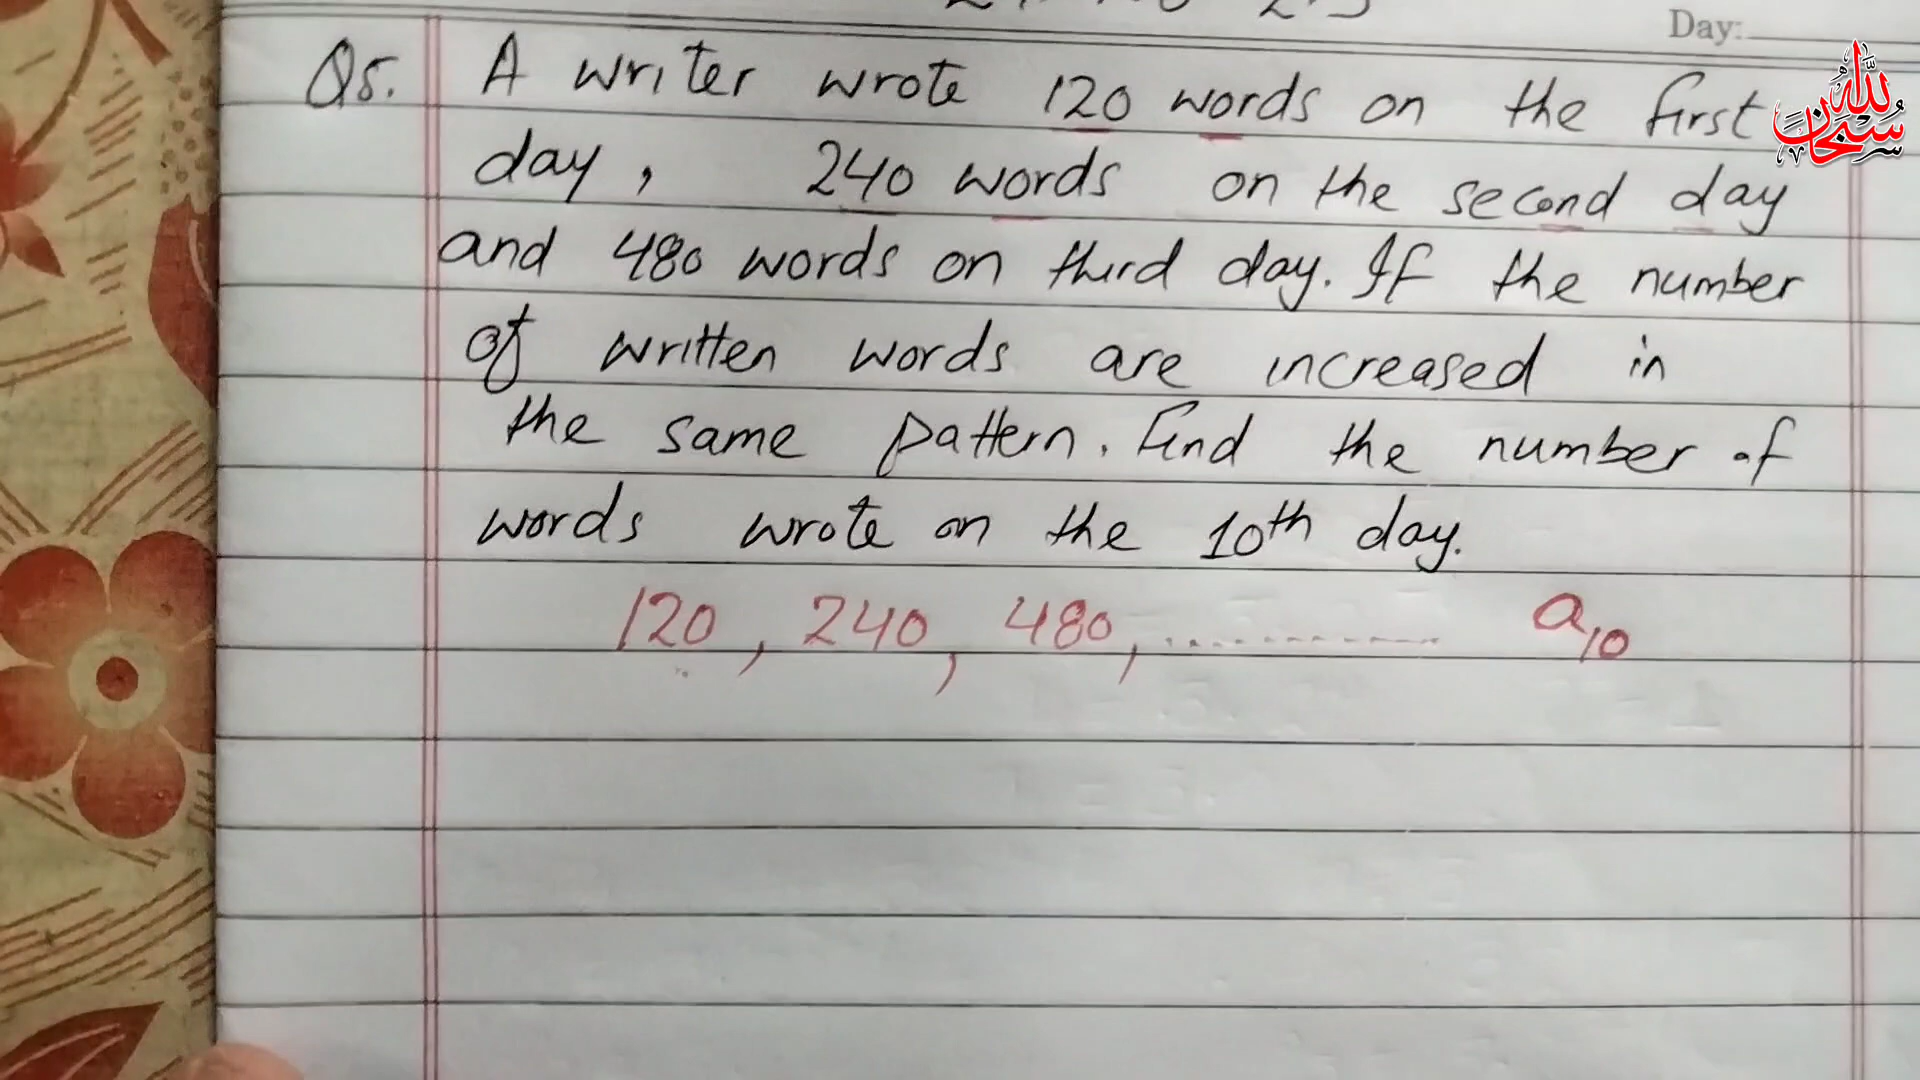 Day:
Q5. A writer wrote 120 words on the first
day, 240 words on the second day
and 480 words on third day. If the number
of written words are increased in
the same pattern. Find the number of
words wrote on the 10th day.
120, 240, 480, ............... a10
سُبْحَانَ اللّٰه